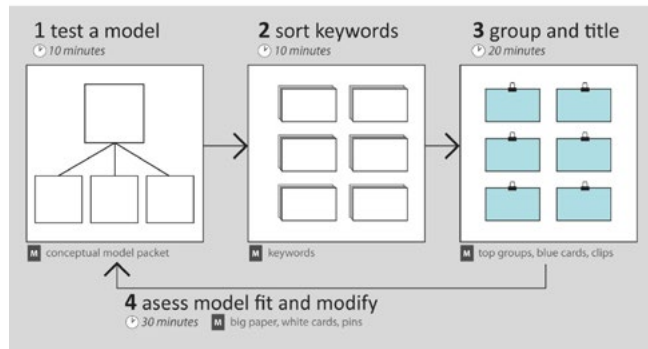 1 test a model
10 minutes
M conceptual model packet
2 sort keywords
10 minutes
M keywords
3 group and title
20 minutes
M top groups, blue cards, clips
4 asess model fit and modify
30 minutes M big paper, white cards, pins